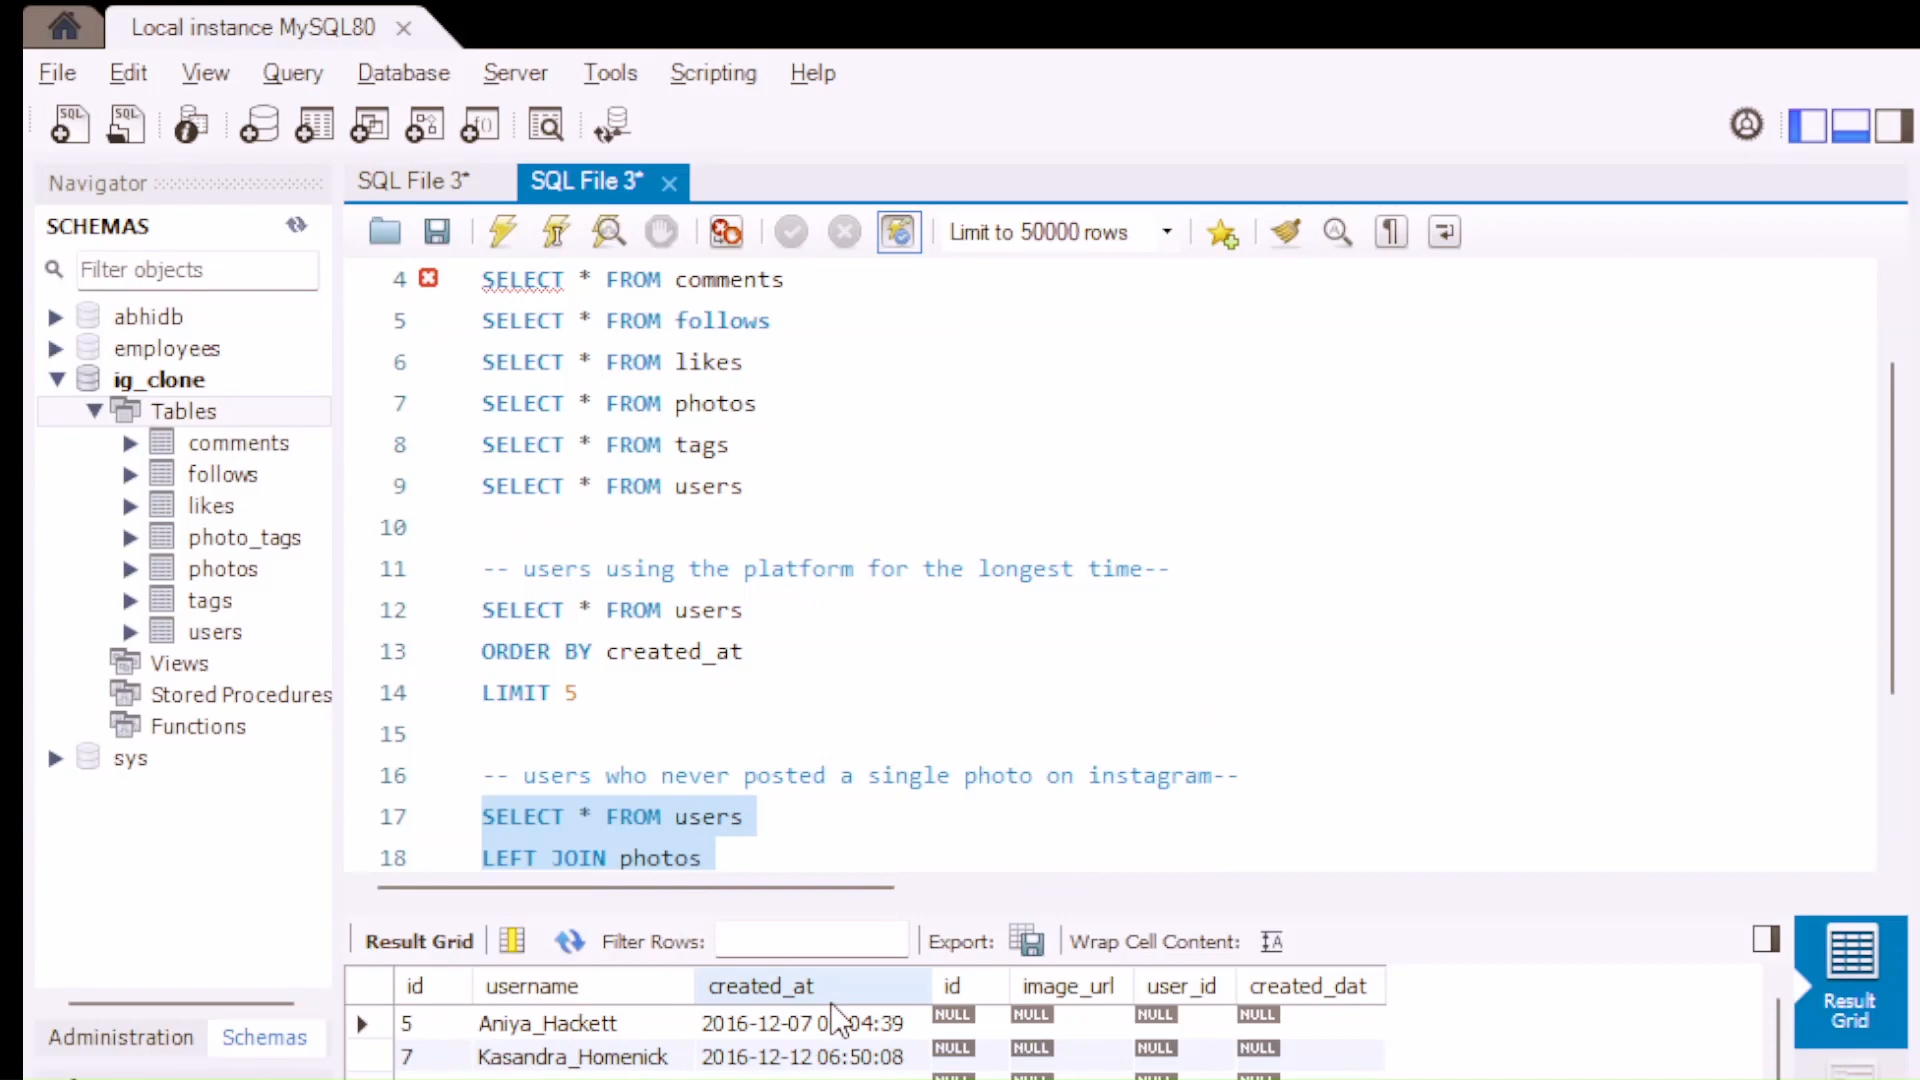 Local instance MySQL80
File Edit View Query Database Server Tools Scripting Help
Navigator
SCHEMAS
Filter objects
abhidb
employees
ig_clone
Tables
comments
follows
likes
photo_tags
photos
tags
users
Views
Stored Procedures
Functions
sys
Administration Schemas
SQL File 3* SQL File 3*
Limit to 50000 rows
4 SELECT * FROM comments
5 SELECT * FROM follows
6 SELECT * FROM likes
7 SELECT * FROM photos
8 SELECT * FROM tags
9 SELECT * FROM users
10
11 -- users using the platform for the longest time--
12 SELECT * FROM users
13 ORDER BY created_at
14 LIMIT 5
15
16 -- users who never posted a single photo on instagram--
17 SELECT * FROM users
18 LEFT JOIN photos
Result Grid Filter Rows: Export: Wrap Cell Content:
id username created_at id image_url user_id created_dat
5 Aniya_Hackett 2016-12-07 04:39 NULL NULL NULL NULL
7 Kasandra_Homenick 2016-12-12 06:50:08 NULL NULL NULL NULL
Result
Grid